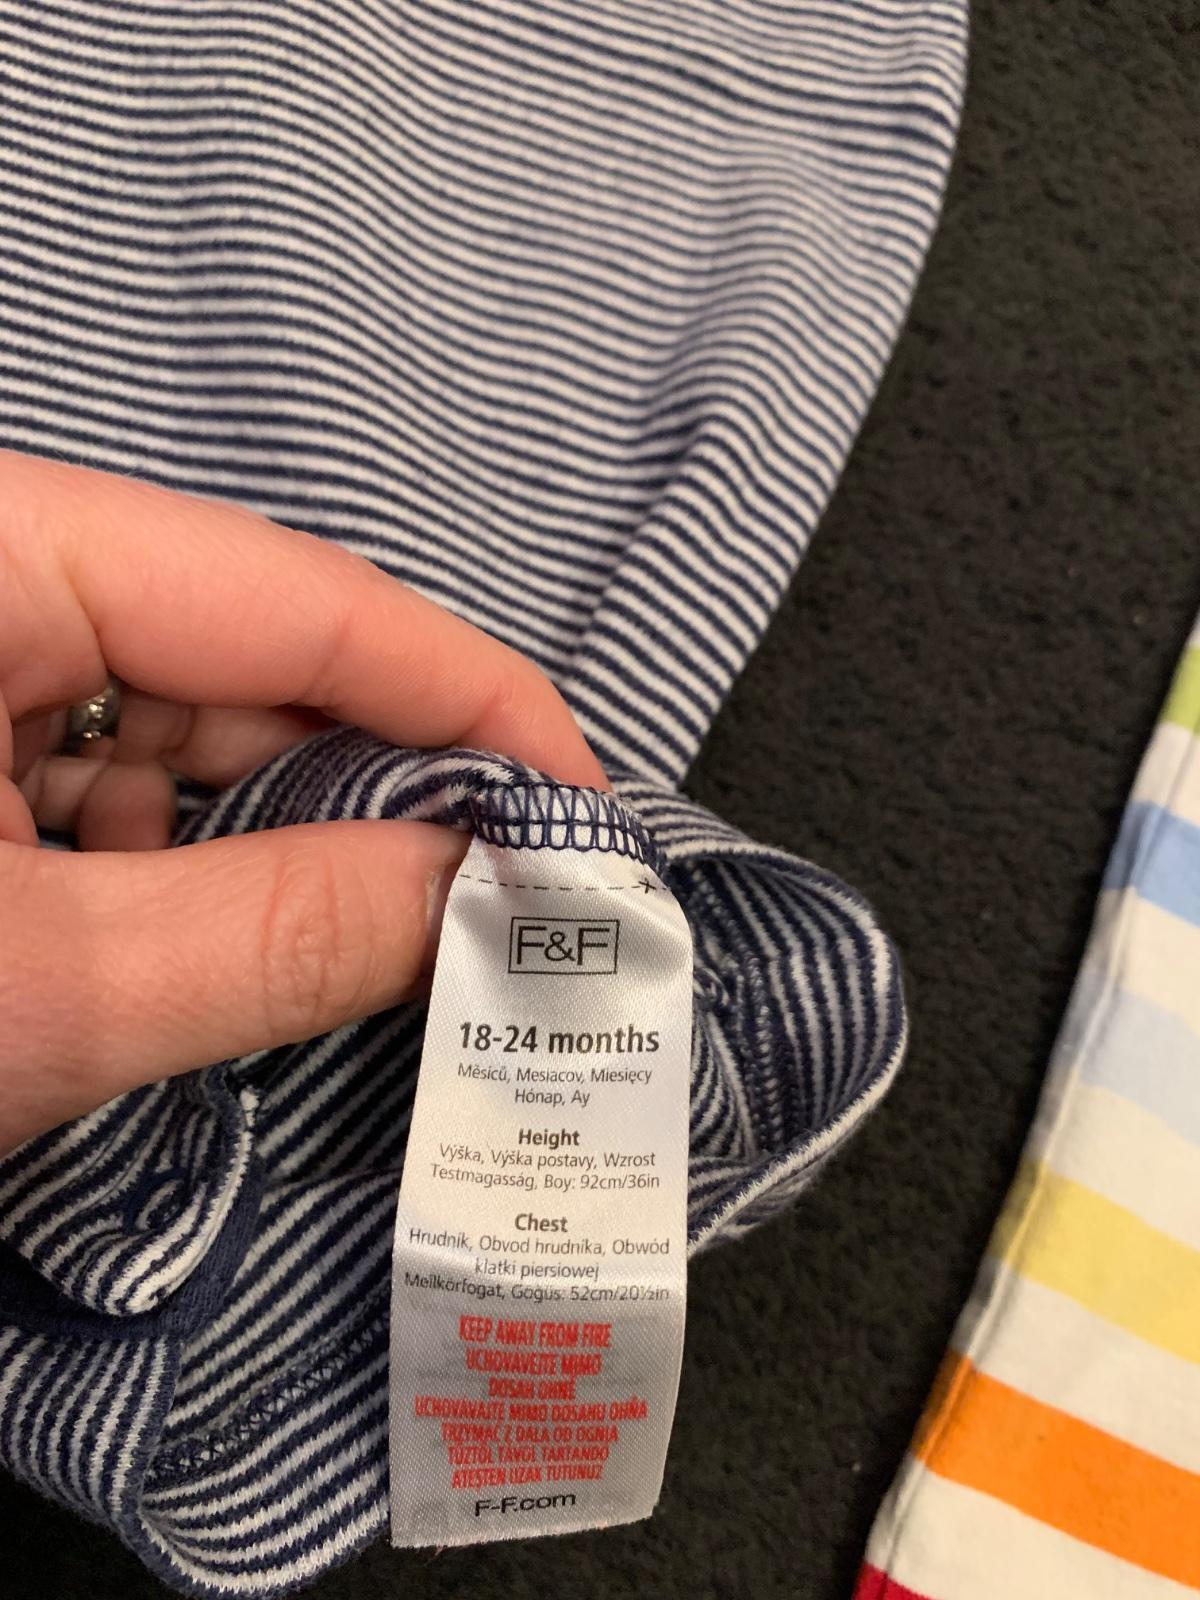 F&F
18-24 months
Měsíců, Mesiacov, Miesięcy
Hónap, Ay
Height
Výška, Výška postavy, Wzrost
Testmagasság, Boy: 92cm/36in
Chest
Hrudník, Obvod hrudníka, Obwód
klatki piersiowej
Mellkörfogat, Göğüs: 52cm/20½in
KEEP AWAY FROM FIRE
UCHOVÁVEJTE MIMO
DOSAH OHNĚ
UCHOVÁVAJTE MIMO DOSAHU OHŇA
TRZYMAĆ Z DALA OD OGNIA
TŰZTŐL TÁVOL TARTANDÓ
ATEŞTEN UZAK TUTUNUZ
F-F.com